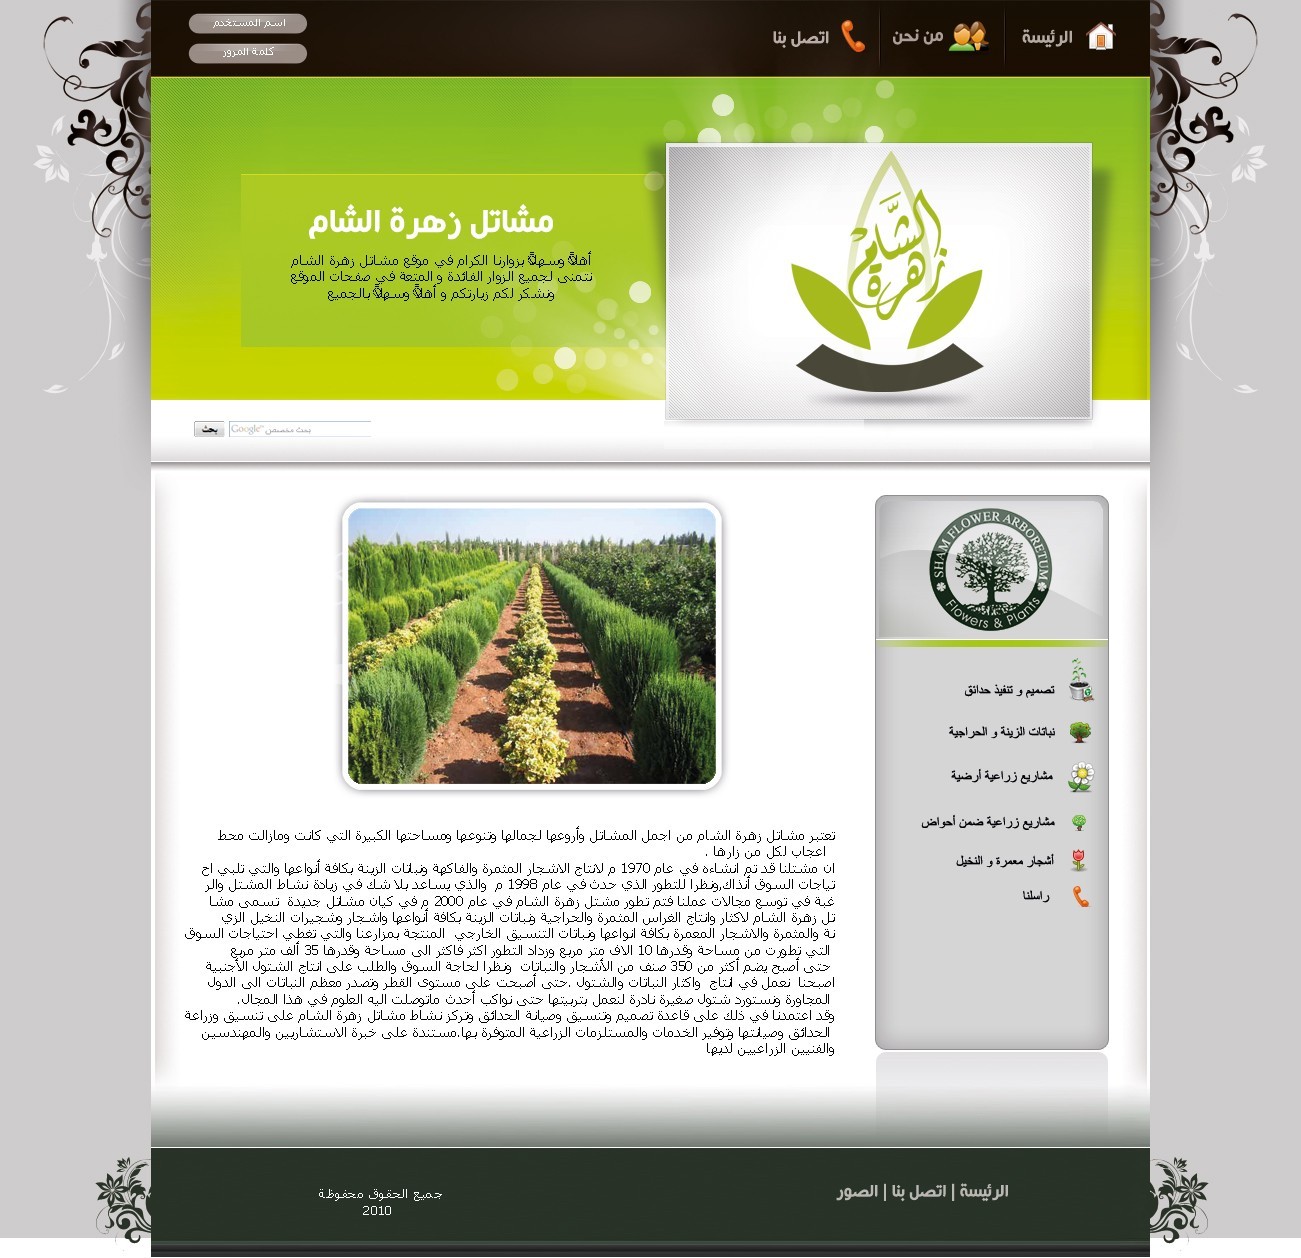 الرئيسة
من نحن
اتصل بنا
اسم المستخدم
كلمة المرور
زهرة الشام
مشاتل زهرة الشام
أهلاً وسهلاً بزوارنا الكرام في موقع مشاتل زهرة الشام
نتمنى لجميع الزوار الفائدة و المتعة في صفحات الموقع
ونشكر لكم زيارتكم و أهلاً وسهلاً بالجميع
Google™ بحث مخصص
بحث
SHAM FLOWER ARBORETUM
Flowers & Plants
تصميم و تنفيذ حدائق
نباتات الزينة و الحراجية
مشاريع زراعية أرضية
مشاريع زراعية ضمن أحواض
أشجار معمرة و النخيل
راسلنا
تعتبر مشاتل زهرة الشام من اجمل المشاتل وأروعها لجمالها وتنوعها ومساحتها الكبيرة التي كانت ومازالت محط
اعجاب لكل من زارها .
ان مشتلنا قد تم انشاءه في عام 1970 م لانتاج الاشجار المثمرة والفاكهة ونباتات الزينة بكافة أنواعها والتي تلبي اح
تياجات السوق أنذاك,ونظرا للتطور الذي حدث في عام 1998 م والذي يساعد بلا شك في زيادة نشاط المشتل والر
غبة في توسع مجالات عملنا فتم تطور مشتل زهرة الشام في عام 2000 م في كيان مشاتل جديدة تسمى مشا
تل زهرة الشام لاكثار وانتاج الغراس المثمرة والحراجية ونباتات الزينة بكافة أنواعها واشجار وشجيرات النخيل الزي
نة والمثمرة والاشجار المعمرة بكافة انواعها ونباتات التنسيق الخارجي المنتجة بمزارعنا والتي تغطي احتياجات السوق
التي تطورت من مساحة وقدرها 10 الاف متر مربع وزداد التطور اكثر فاكثر الى مساحة وقدرها 35 ألف متر مربع
حتى أصبح يضم أكثر من 350 صنف من الأشجار والنباتات ونظرا لحاجة السوق والطلب على انتاج الشتول الأجنبية
اصبحنا نعمل في انتاج واكثار النباتات والشتول .حتى أصبحت على مستوى القطر وتصدر معظم النباتات الى الدول
المجاورة ونستورد شتول صغيرة نادرة لنعمل بتربيتها حتى نواكب أحدث ماتوصلت اليه العلوم في هذا المجال.
وقد اعتمدنا في ذلك على قاعدة تصميم وتنسيق وصيانة الحدائق وتركز نشاط مشاتل زهرة الشام على تنسيق وزراعة
الحدائق وصيانتها وتوفير الخدمات والمستلزمات الزراعية المتوفرة بها.مستندة على خبرة الاستشاريين والمهندسين
والفنيين الزراعيين لديها
الرئيسة | اتصل بنا | الصور
جميع الحقوق محفوظة
2010